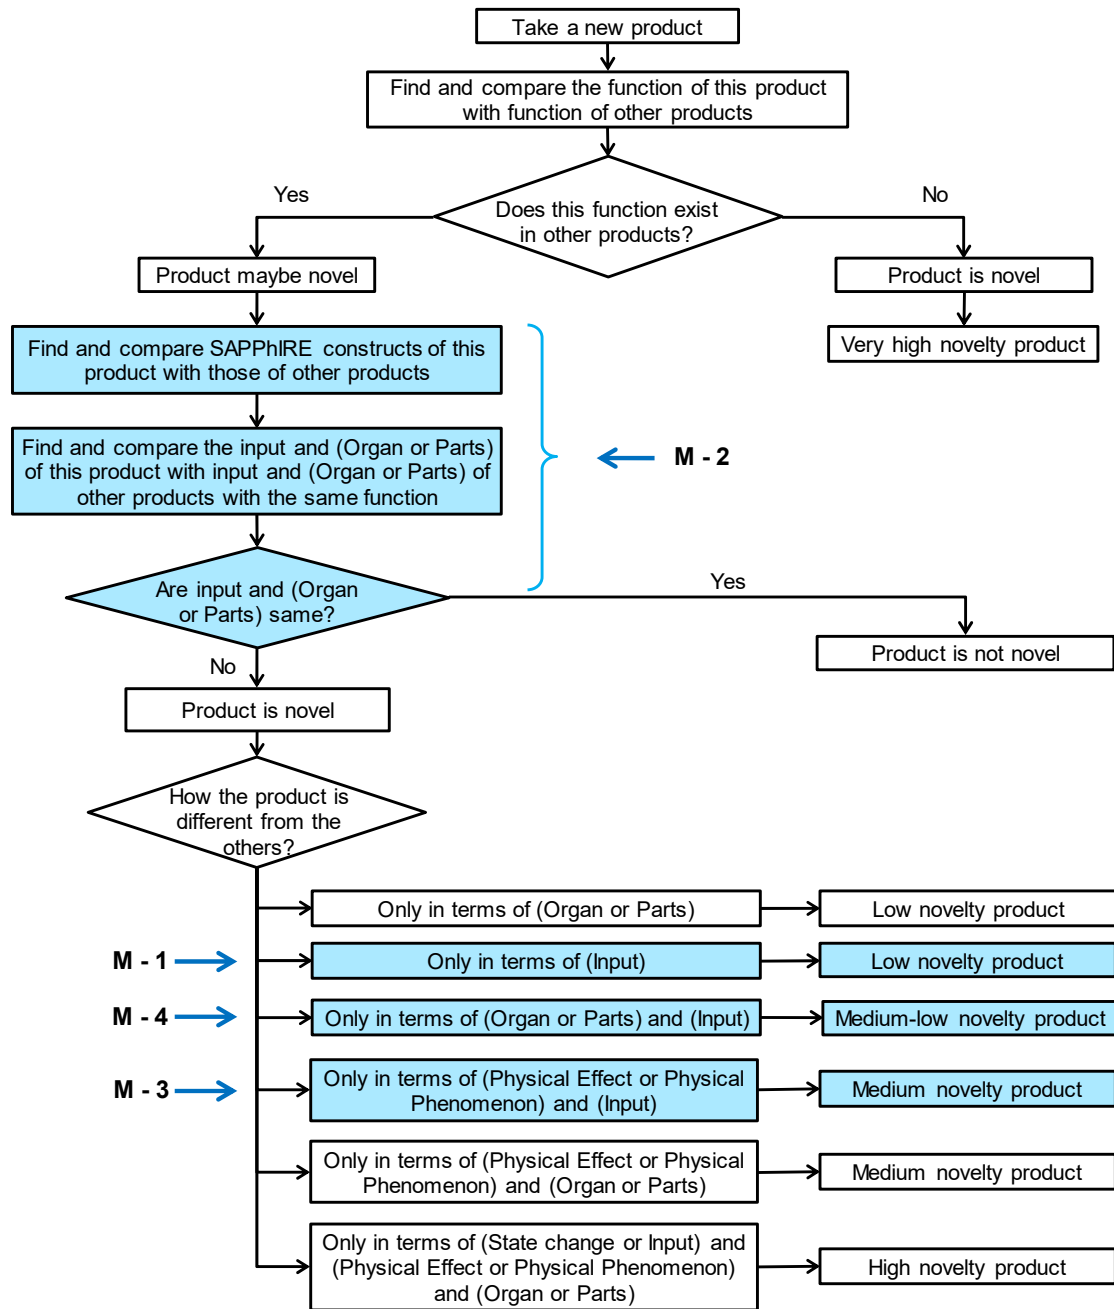 Take a new product
Find and compare the function of this product
with function of other products
Yes
No
Does this function exist
in other products?
Product maybe novel
Product is novel
Find and compare SAPPhIRE constructs of this
product with those of other products
Very high novelty product
Find and compare the input and (Organ or Parts)
of this product with input and (Organ or Parts) of
other products with the same function
M - 2
Are input and (Organ
or Parts) same?
Yes
No
Product is not novel
Product is novel
How the product is
different from the
others?
Only in terms of (Organ or Parts)
Low novelty product
M - 1
Only in terms of (Input)
Low novelty product
M - 4
Only in terms of (Organ or Parts) and (Input)
Medium-low novelty product
M - 3
Only in terms of (Physical Effect or Physical
Phenomenon) and (Input)
Medium novelty product
Only in terms of (Physical Effect or Physical
Phenomenon) and (Organ or Parts)
Medium novelty product
Only in terms of (State change or Input) and
(Physical Effect or Physical Phenomenon)
and (Organ or Parts)
High novelty product